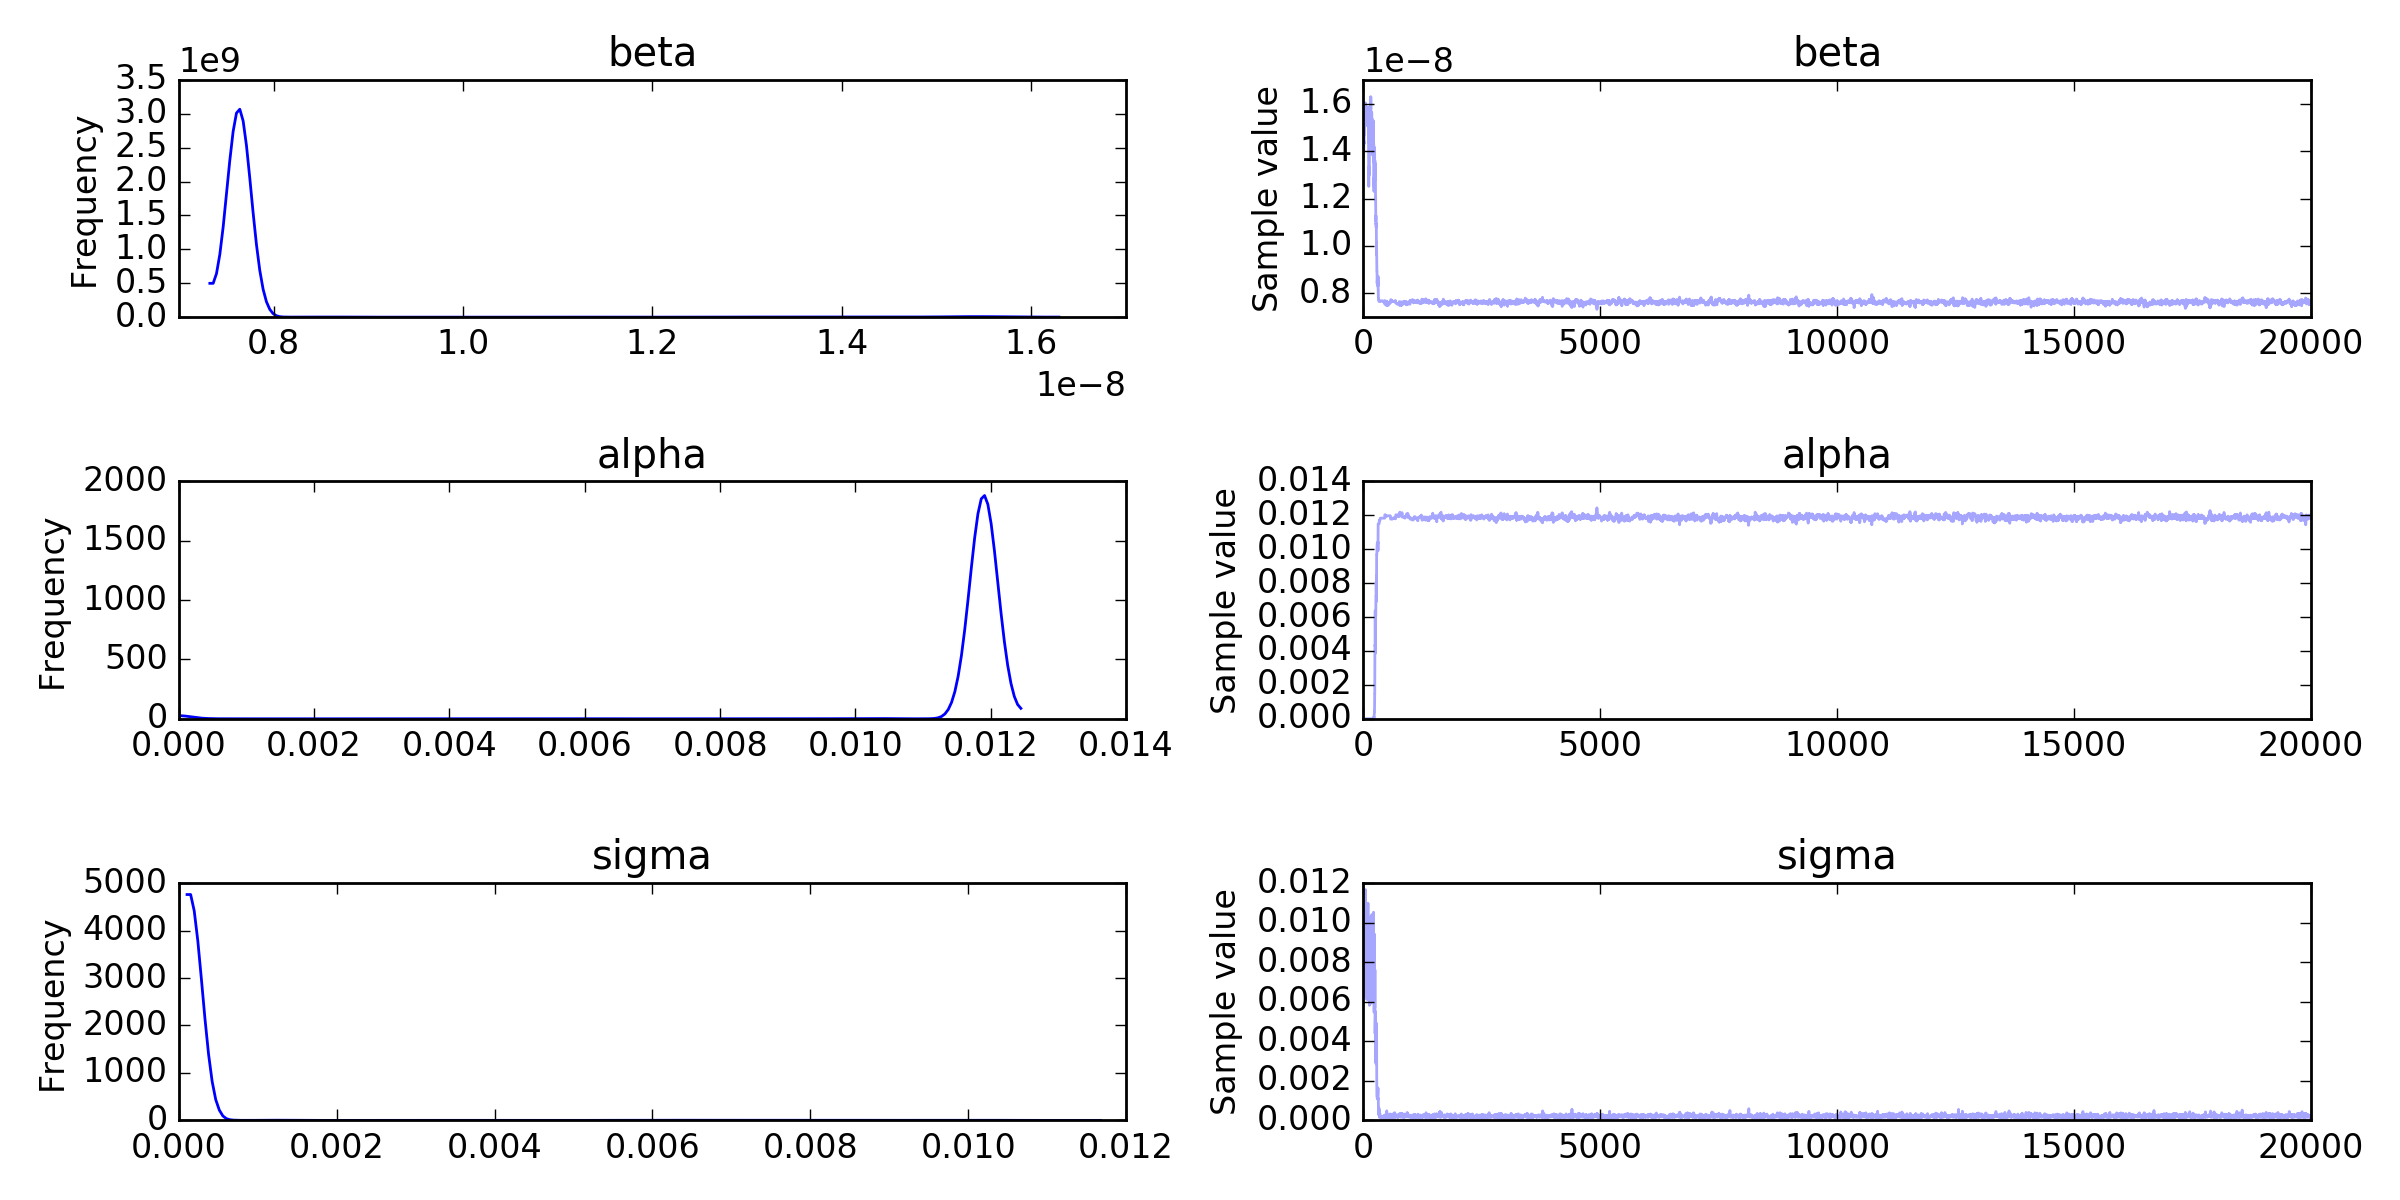 beta
1e9
3.5
3.0
2.5
2.0
1.5
1.0
0.5
0.0
Frequency
0.8 1.0 1.2 1.4 1.6
1e−8
beta
1e−8
1.6
1.4
1.2
1.0
0.8
Sample value
0 5000 10000 15000 20000
alpha
2000
1500
1000
500
0
Frequency
0.000 0.002 0.004 0.006 0.008 0.010 0.012 0.014
alpha
0.014
0.012
0.010
0.008
0.006
0.004
0.002
0.000
Sample value
0 5000 10000 15000 20000
sigma
5000
4000
3000
2000
1000
0
Frequency
0.000 0.002 0.004 0.006 0.008 0.010 0.012
sigma
0.012
0.010
0.008
0.006
0.004
0.002
0.000
Sample value
0 5000 10000 15000 20000